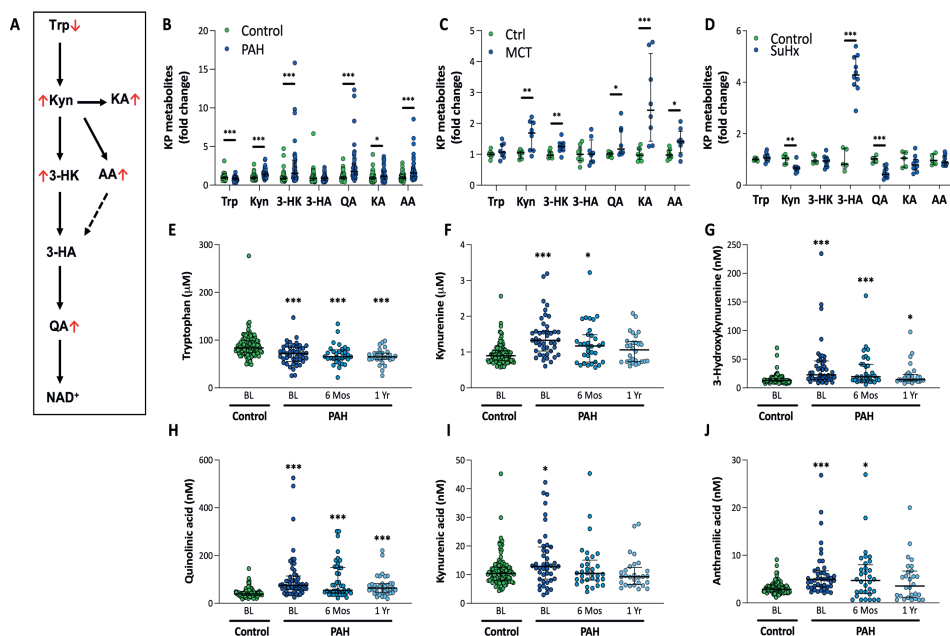 A
Trp↓
↑Kyn
KA↑
↑3-HK
AA↑
3-HA
QA↑
NAD⁺
B
Control
PAH
KP metabolites
(fold change)
20
15
10
5
0
***
***
***
***
*
***
Trp Kyn 3-HK 3-HA QA KA AA
C
Ctrl
MCT
KP metabolites
(fold change)
5
4
3
2
1
0
**
**
*
***
*
Trp Kyn 3-HK 3-HA QA KA AA
D
Control
SuHx
KP metabolites
(fold change)
6
4
2
0
**
***
***
Trp Kyn 3-HK 3-HA QA KA AA
E
Tryptophan (μM)
300
200
100
0
*** *** ***
BL BL 6 Mos 1 Yr
Control PAH
F
Kynurenine (μM)
4
2
0
*** *
BL BL 6 Mos 1 Yr
Control PAH
G
3-Hydroxykynurenine (nM)
250
200
150
100
50
0
***
***
*
BL BL 6 Mos 1 Yr
Control PAH
H
Quinolinic acid (nM)
600
400
200
0
***
***
***
BL BL 6 Mos 1 Yr
Control PAH
I
Kynurenic acid (nM)
50
40
30
20
10
0
*
BL BL 6 Mos 1 Yr
Control PAH
J
Anthranilic acid (nM)
30
20
10
0
*** *
BL BL 6 Mos 1 Yr
Control PAH